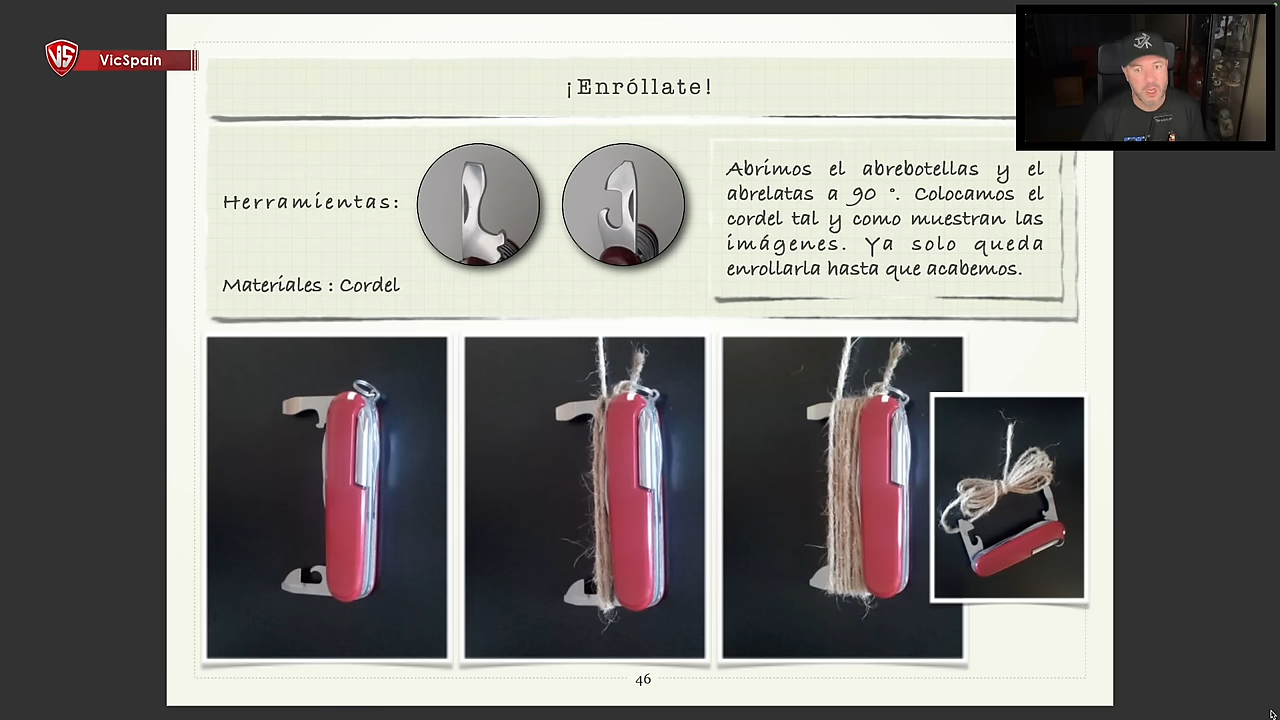 VS VicSpain
¡Enróllate!
Herramientas:
Materiales : Cordel
Abrimos el abrebotellas y el
abrelatas a 90 °. Colocamos el
cordel tal y como muestran las
imágenes. Ya solo queda
enrollarla hasta que acabemos.
46